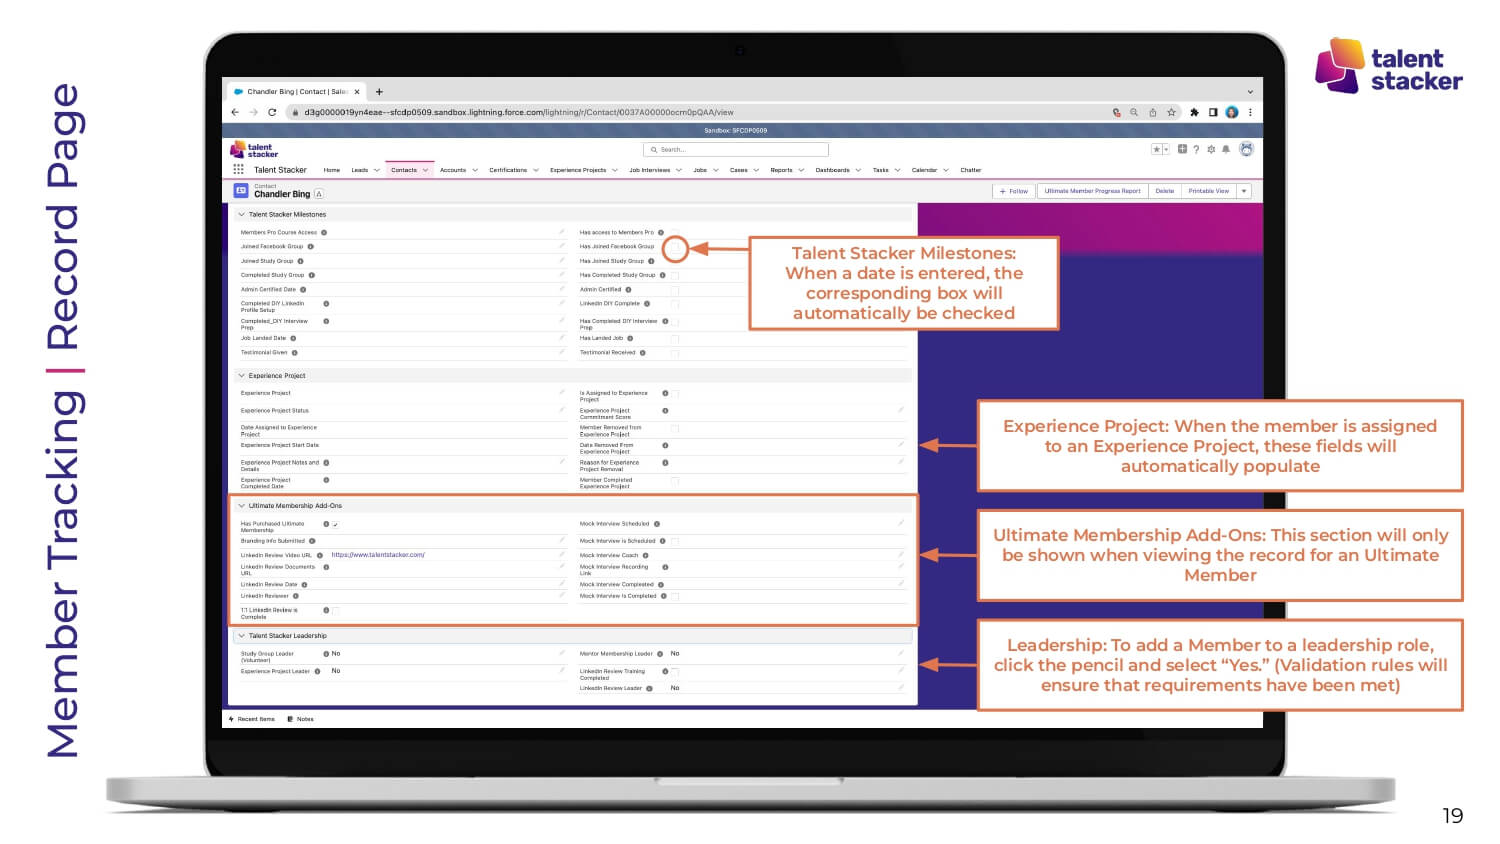 Member Tracking | Record Page
talent
stacker
Chandler Bing | Contact | Sales
d3g0000019yn4eae--sfcdp0509.sandbox.lightning.force.com/lightning/r/Contact/0037A00000ocm0pQAA/view
Sandbox: SFCDP0509
talent
stacker
Search...
Talent Stacker Home Leads Contacts Accounts Certifications Experience Projects Job Interviews Jobs Cases Reports Dashboards Tasks Calendar Chatter
Contact
Chandler Bing
+ Follow Ultimate Member Progress Report Delete Printable View
Talent Stacker Milestones
Members Pro Course Access Has access to Members Pro
Joined Facebook Group Has Joined Facebook Group
Joined Study Group Has Joined Study Group
Completed Study Group Has Completed Study Group
Admin Certified Date Admin Certified
Completed DIY LinkedIn
Profile Setup
LinkedIn DIY Complete
Completed_DIY Interview
Prep
Has Completed DIY Interview
Prep
Job Landed Date Has Landed Job
Testimonial Given Testimonial Received
Talent Stacker Milestones:
When a date is entered, the
corresponding box will
automatically be checked
Experience Project
Experience Project
Is Assigned to Experience
Project
Experience Project Status
Experience Project
Commitment Score
Date Assigned to Experience
Project
Member Removed from
Experience Project
Experience Project Start Date
Data Removed From
Experience Project
Experience Project Notes and
Details
Reason for Experience
Project Removal
Experience Project
Completed Date
Member Completed
Experience Project
Experience Project: When the member is assigned
to an Experience Project, these fields will
automatically populate
Ultimate Membership Add-Ons
Has Purchased Ultimate
Membership
Mock Interview Scheduled
Branding Info Submitted Mock Interview is Scheduled
LinkedIn Review Video URL https://www.talentstacker.com/ Mock Interview Coach
LinkedIn Review Documents
URL
Mock Interview Recording
Link
LinkedIn Review Date Mock Interview Compleated
LinkedIn Reviewer Mock Interview Is Completed
1:1 LinkedIn Review is
Complete
Ultimate Membership Add-Ons: This section will only
be shown when viewing the record for an Ultimate
Member
Talent Stacker Leadership
Study Group Leader
(Volunteer)
No
Mentor Membership Leader No
Experience Project Leader No
LinkedIn Review Training
Completed
LinkedIn Review Leader No
Leadership: To add a Member to a leadership role,
click the pencil and select “Yes.” (Validation rules will
ensure that requirements have been met)
Recent Items Notes
19